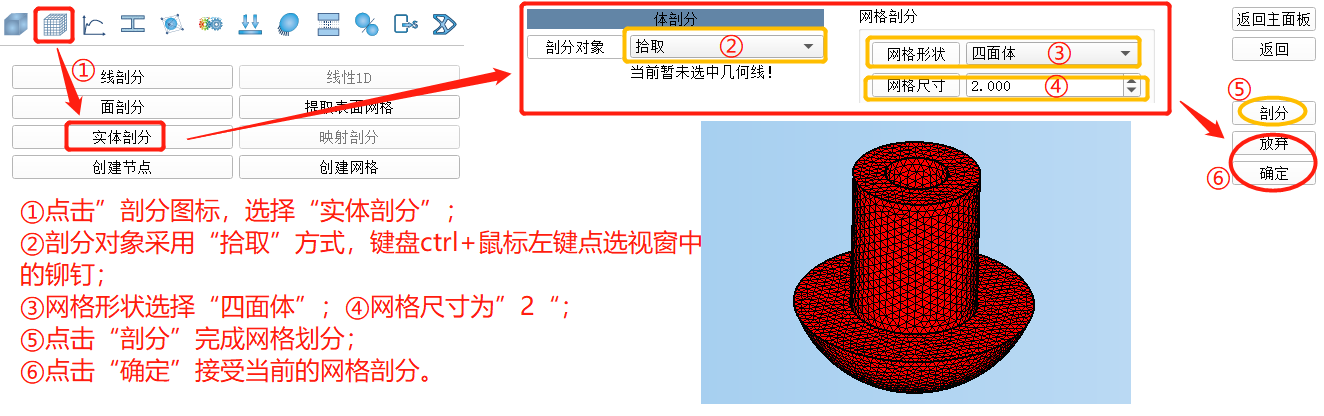 ①
线剖分
线性1D
面剖分
提取表面网格
实体剖分
映射剖分
创建节点
创建网格
体剖分
剖分对象
拾取
②
当前暂未选中几何线！
网格剖分
网格形状
四面体
③
网格尺寸
2.000
④
返回主面板
返回
⑤
剖分
放弃
确定
⑥
①点击”剖分图标，选择“实体剖分”；
②剖分对象采用“拾取”方式，键盘ctrl+鼠标左键点选视窗中
的铆钉；
③网格形状选择“四面体”；④网格尺寸为”2“；
⑤点击“剖分”完成网格划分；
⑥点击“确定”接受当前的网格剖分。